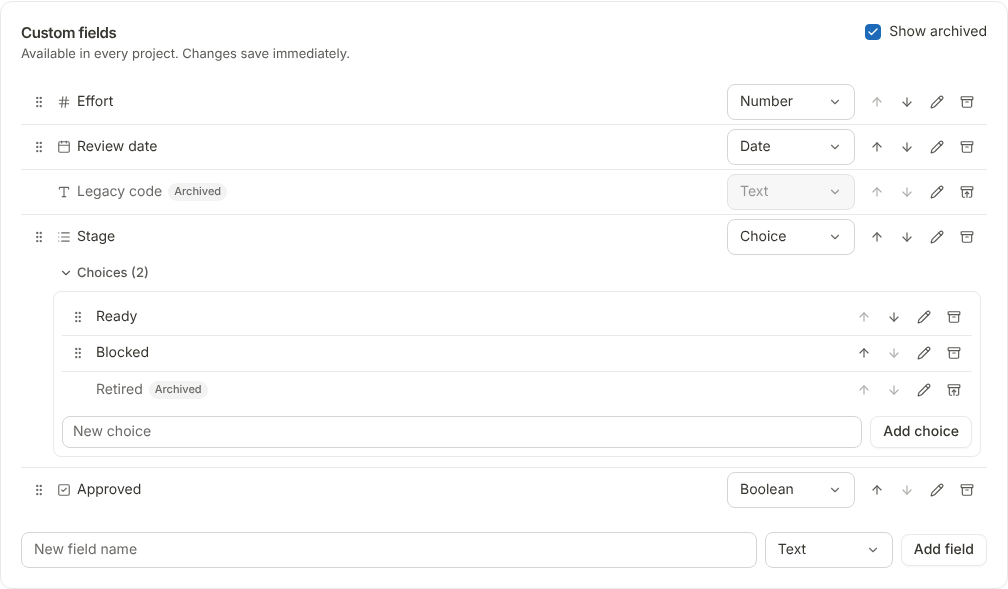 Custom fields
Show archived
Available in every project. Changes save immediately.
Effort
Number
Review date
Date
Legacy code Archived
Text
Stage
Choice
Choices (2)
Ready
Blocked
Retired Archived
New choice
Add choice
Approved
Boolean
New field name
Text
Add field